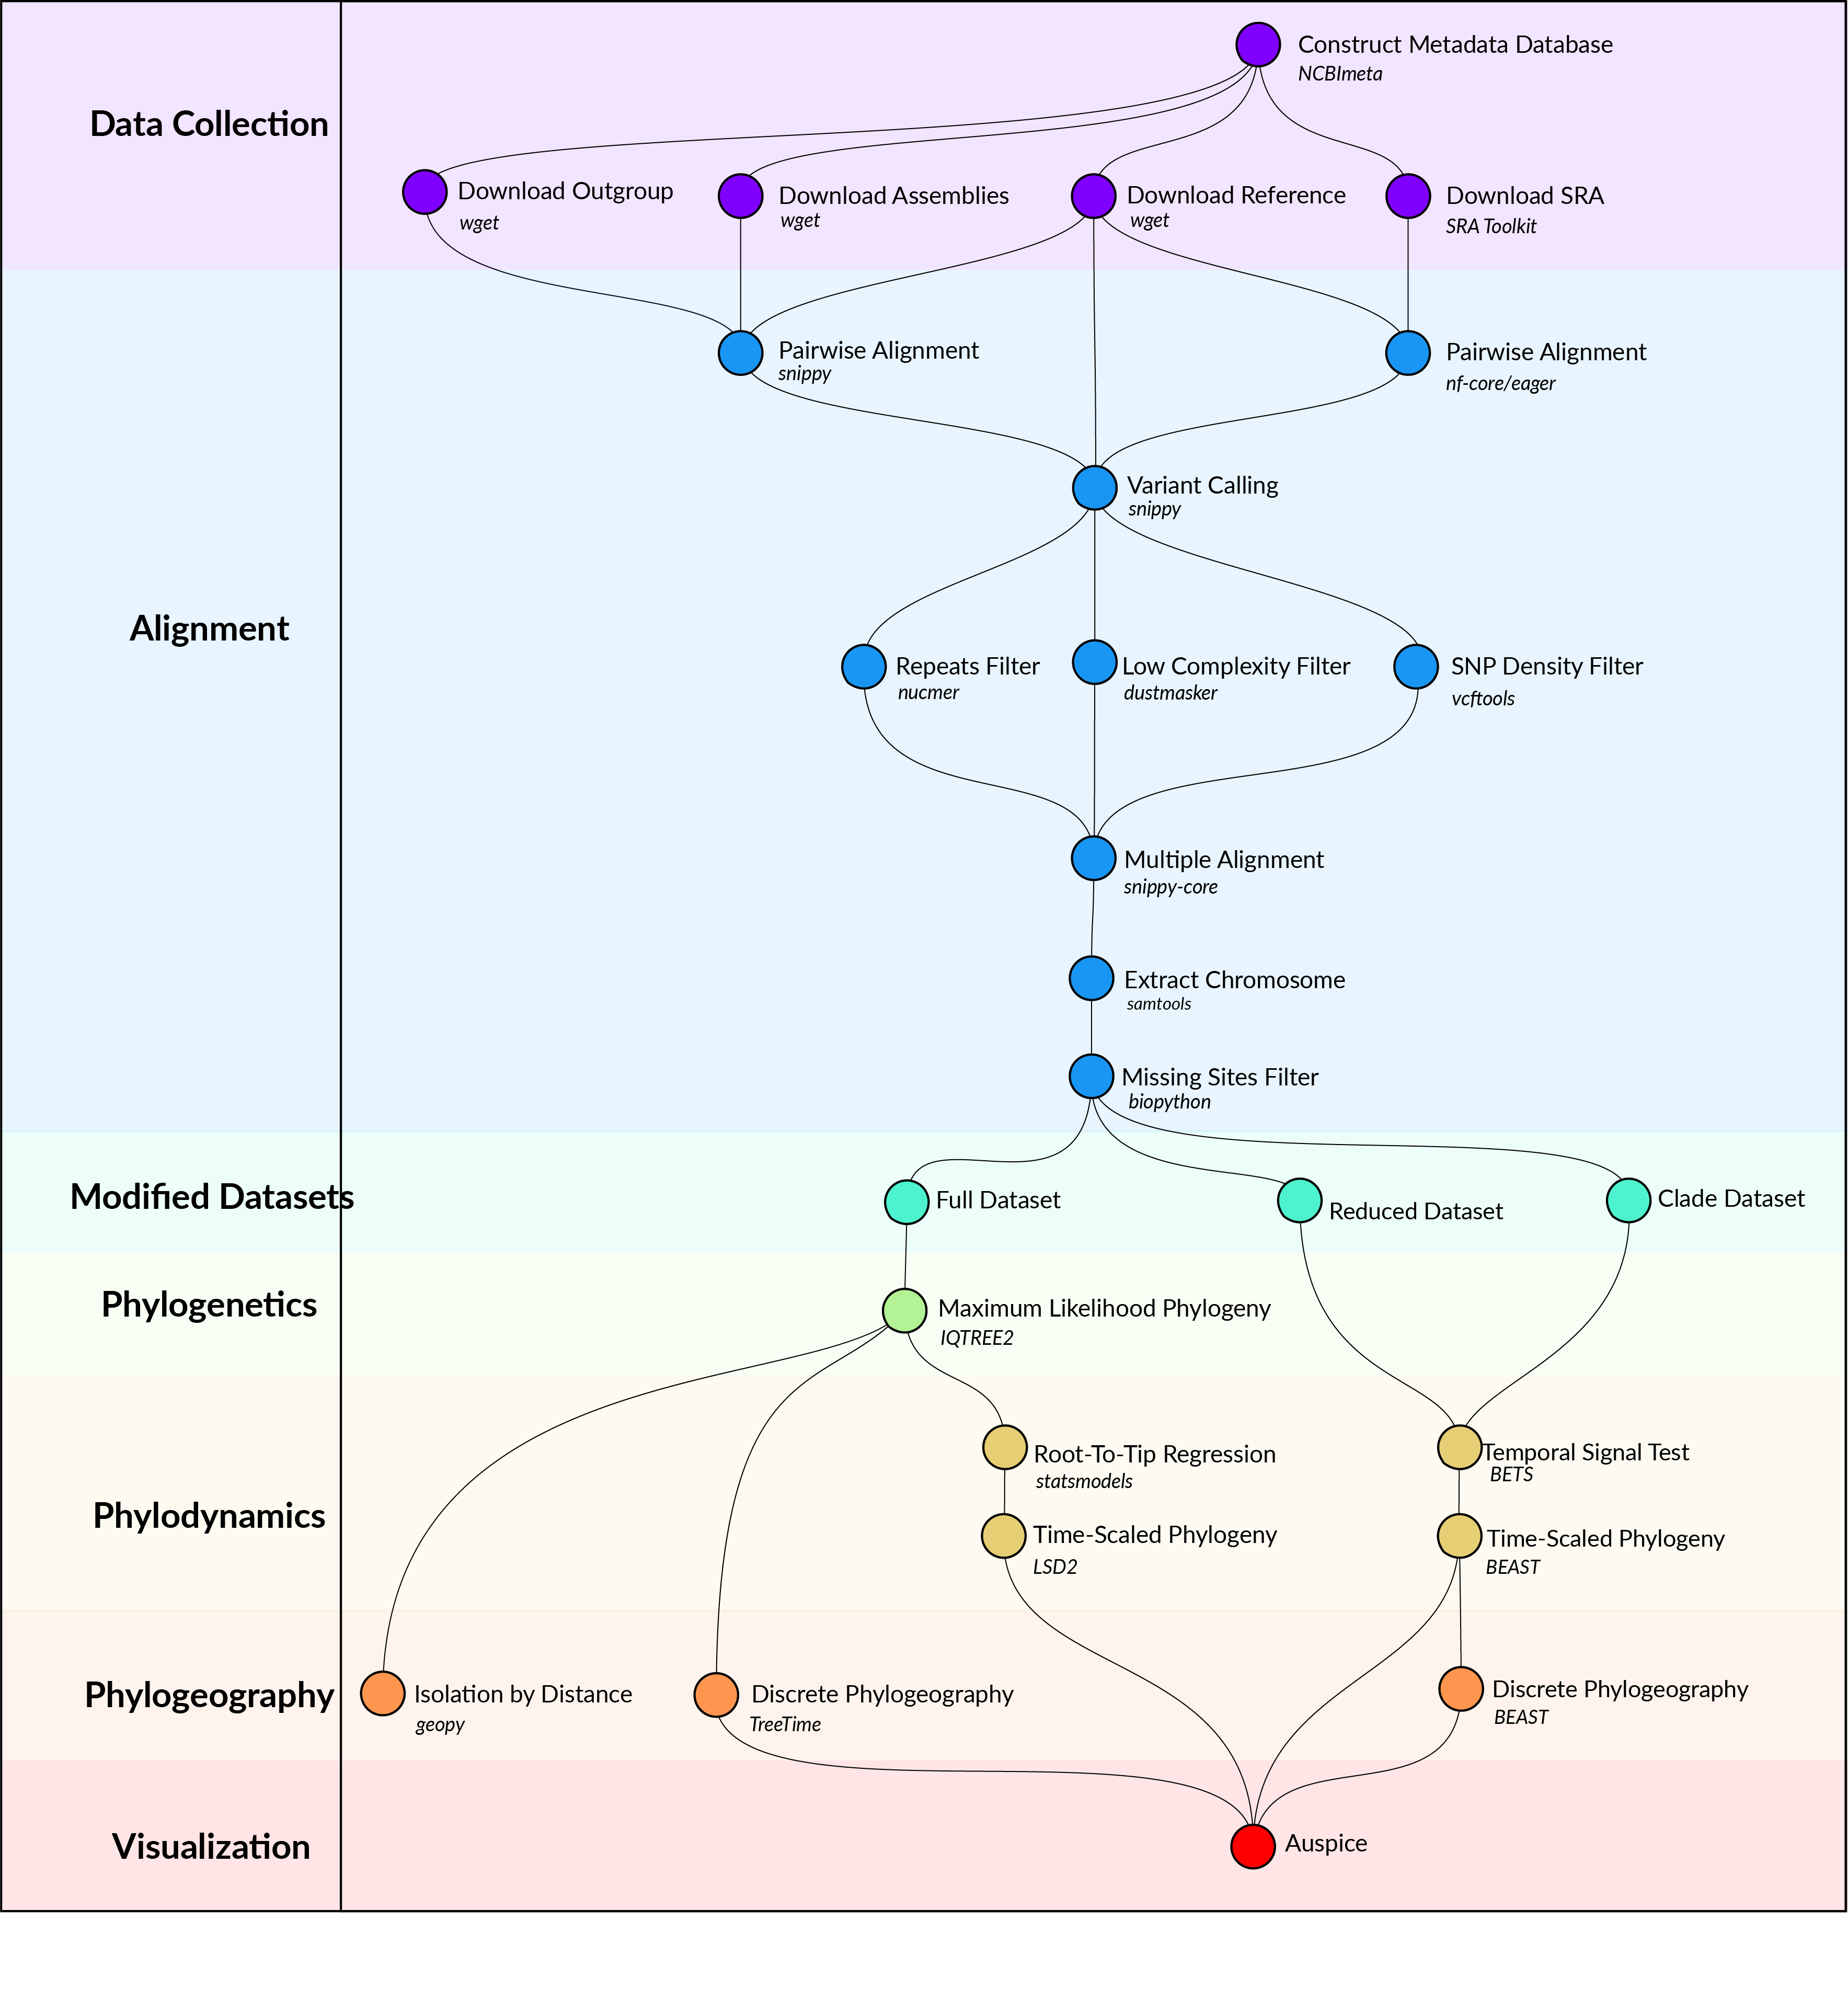 Construct Metadata Database
NCBImeta
Data Collection
Download Outgroup
wget
Download Assemblies
wget
Download Reference
wget
Download SRA
SRA Toolkit
Pairwise Alignment
snippy
Pairwise Alignment
nf-core/eager
Variant Calling
snippy
Alignment
Repeats Filter
nucmer
Low Complexity Filter
dustmasker
SNP Density Filter
vcftools
Multiple Alignment
snippy-core
Extract Chromosome
samtools
Missing Sites Filter
biopython
Modified Datasets
Full Dataset
Reduced Dataset
Clade Dataset
Phylogenetics
Maximum Likelihood Phylogeny
IQTREE2
Root-To-Tip Regression
statsmodels
Temporal Signal Test
BETS
Phylodynamics
Time-Scaled Phylogeny
LSD2
Time-Scaled Phylogeny
BEAST
Phylogeography
Isolation by Distance
geopy
Discrete Phylogeography
TreeTime
Discrete Phylogeography
BEAST
Visualization
Auspice